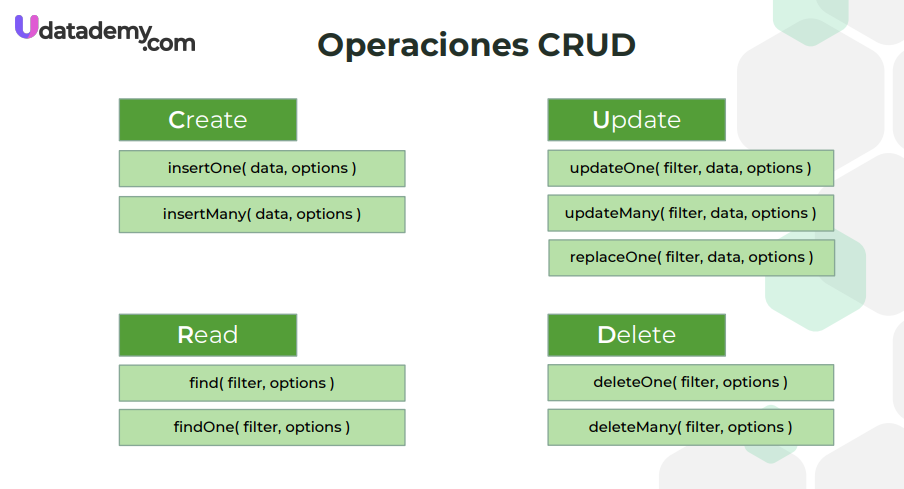 Udatademy.com
Operaciones CRUD
Create
insertOne( data, options )
insertMany( data, options )
Update
updateOne( filter, data, options )
updateMany( filter, data, options )
replaceOne( filter, data, options )
Read
find( filter, options )
findOne( filter, options )
Delete
deleteOne( filter, options )
deleteMany( filter, options )